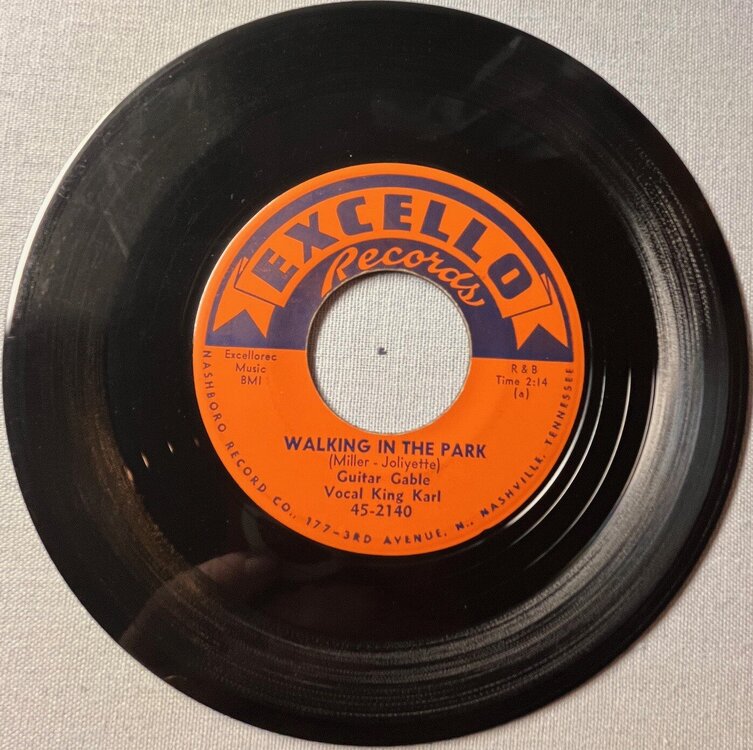 EXCELLO
Records
Excellorec
Music
BMI
R & B
Time 2:14
(a)
WALKING IN THE PARK
(Miller - Joliyette)
Guitar Gable
Vocal King Karl
45-2140
NASHBORO RECORD CO., 177-3RD AVENUE, N., NASHVILLE, TENNESSEE